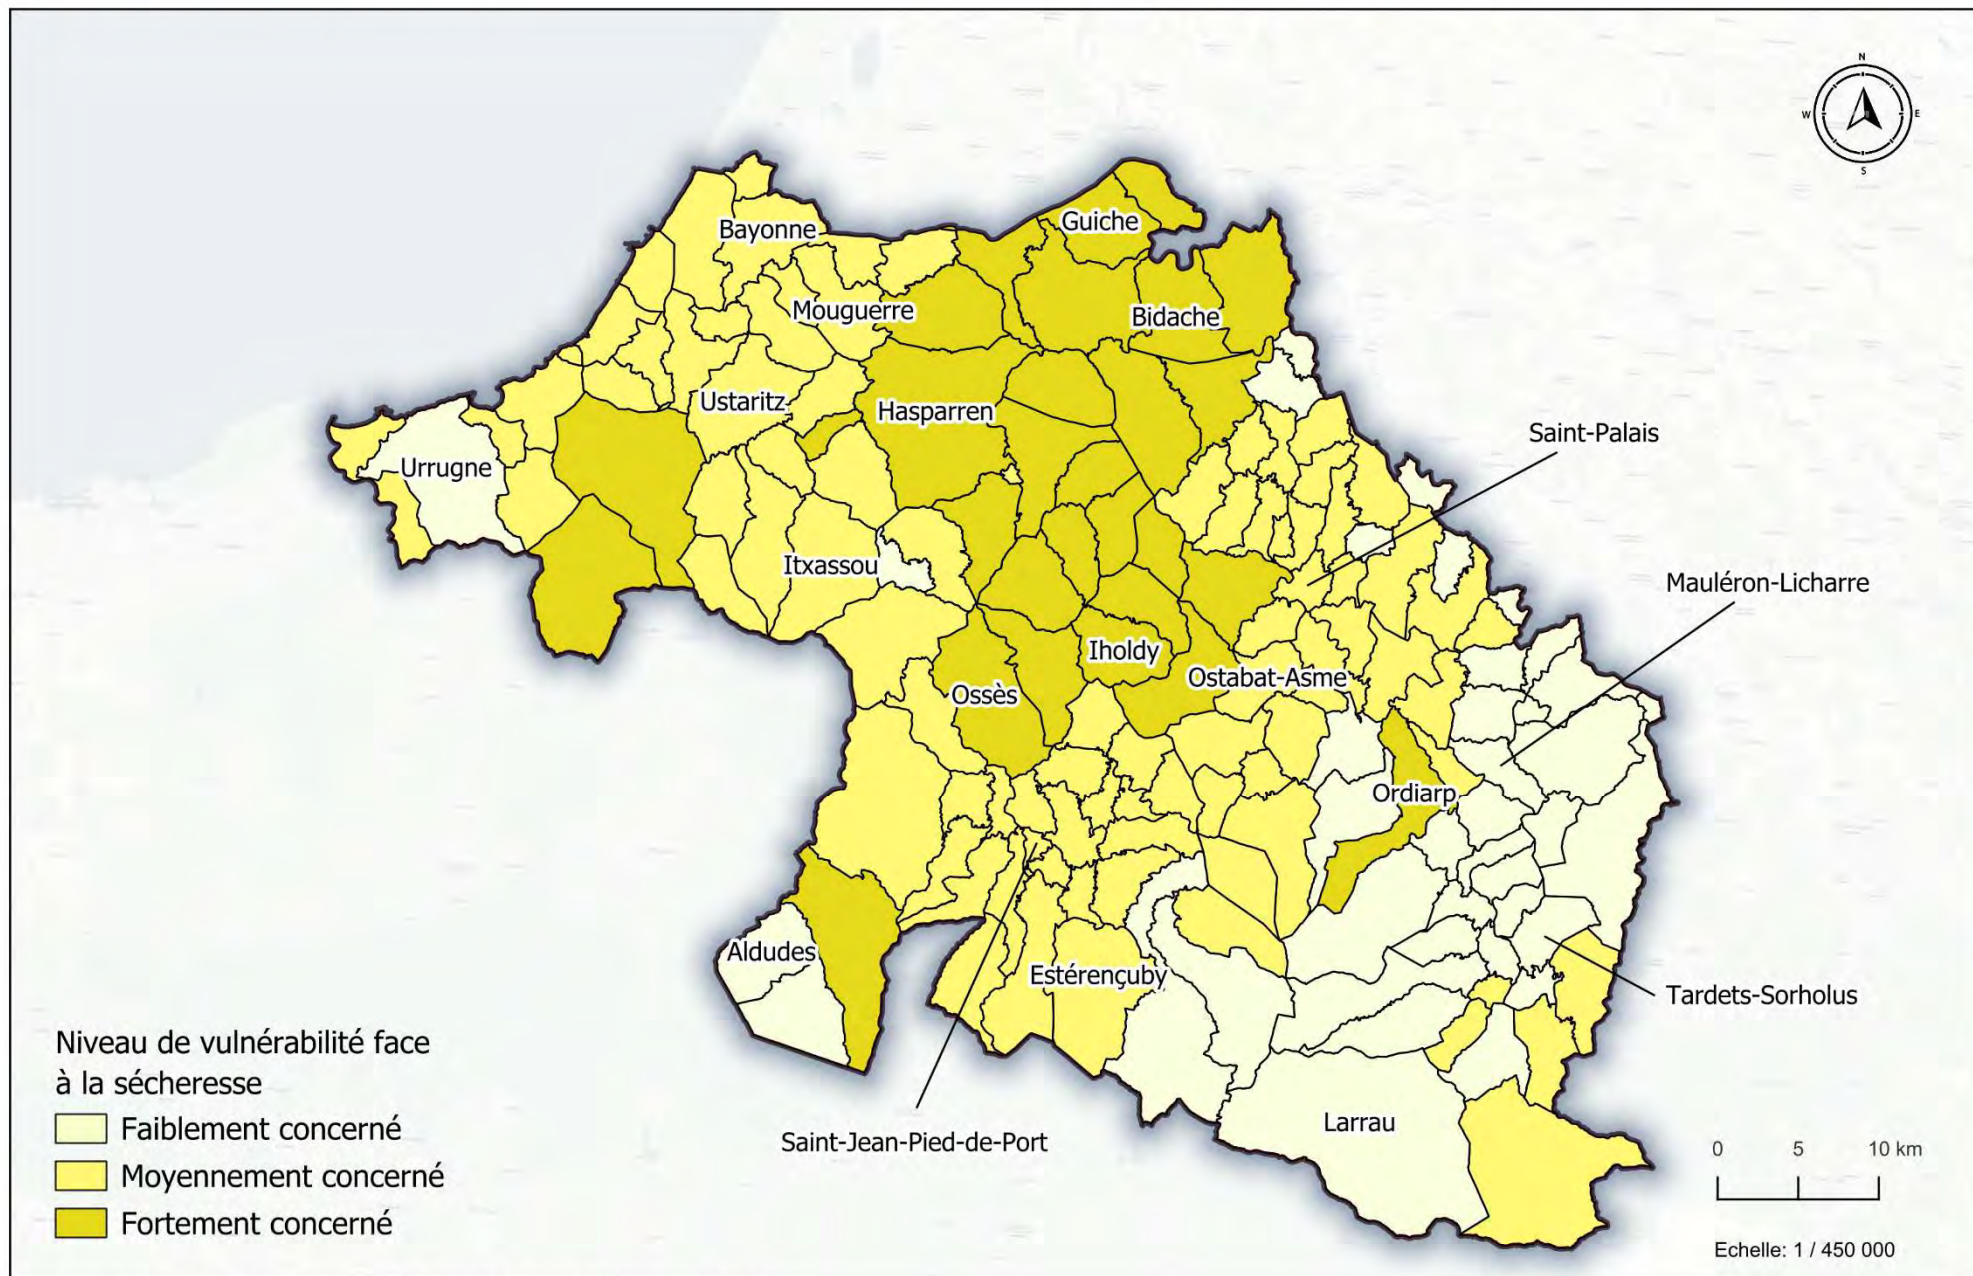 N
W
E
S
Guiche
Bayonne
Mouguerre
Bidache
Ustaritz
Hasparren
Saint-Palais
Urrugne
Itxassou
Mauléron-Licharre
Iholdy
Ostabat-Asme
Ossès
Ordiarp
Aldudes
Estérençuby
Tardets-Sorholus
Larrau
Saint-Jean-Pied-de-Port
Niveau de vulnérabilité face
à la sécheresse
Faiblement concerné
Moyennement concerné
Fortement concerné
0 5 10 km
Echelle: 1 / 450 000